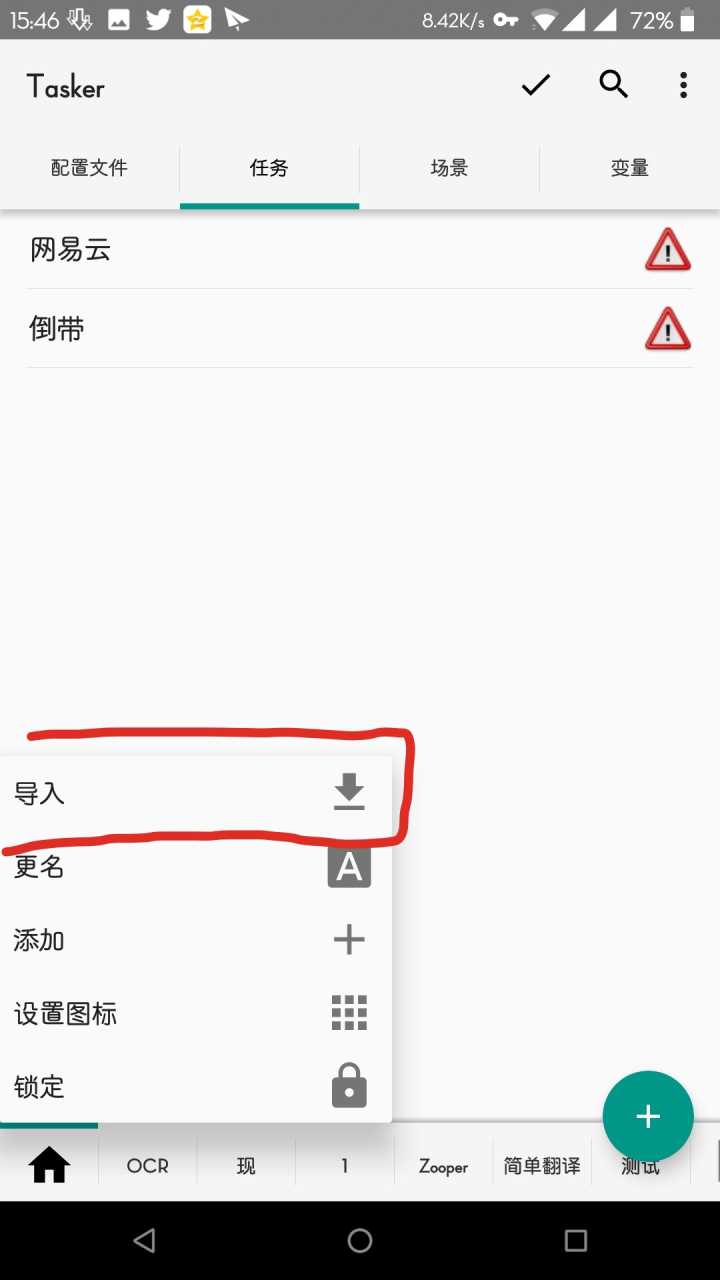 15:46 8.42K/s 72%
Tasker
配置文件 任务 场景 变量
网易云
倒带
导入
更名 A
添加
设置图标
锁定
OCR 现 1 Zooper 简单翻译 测试